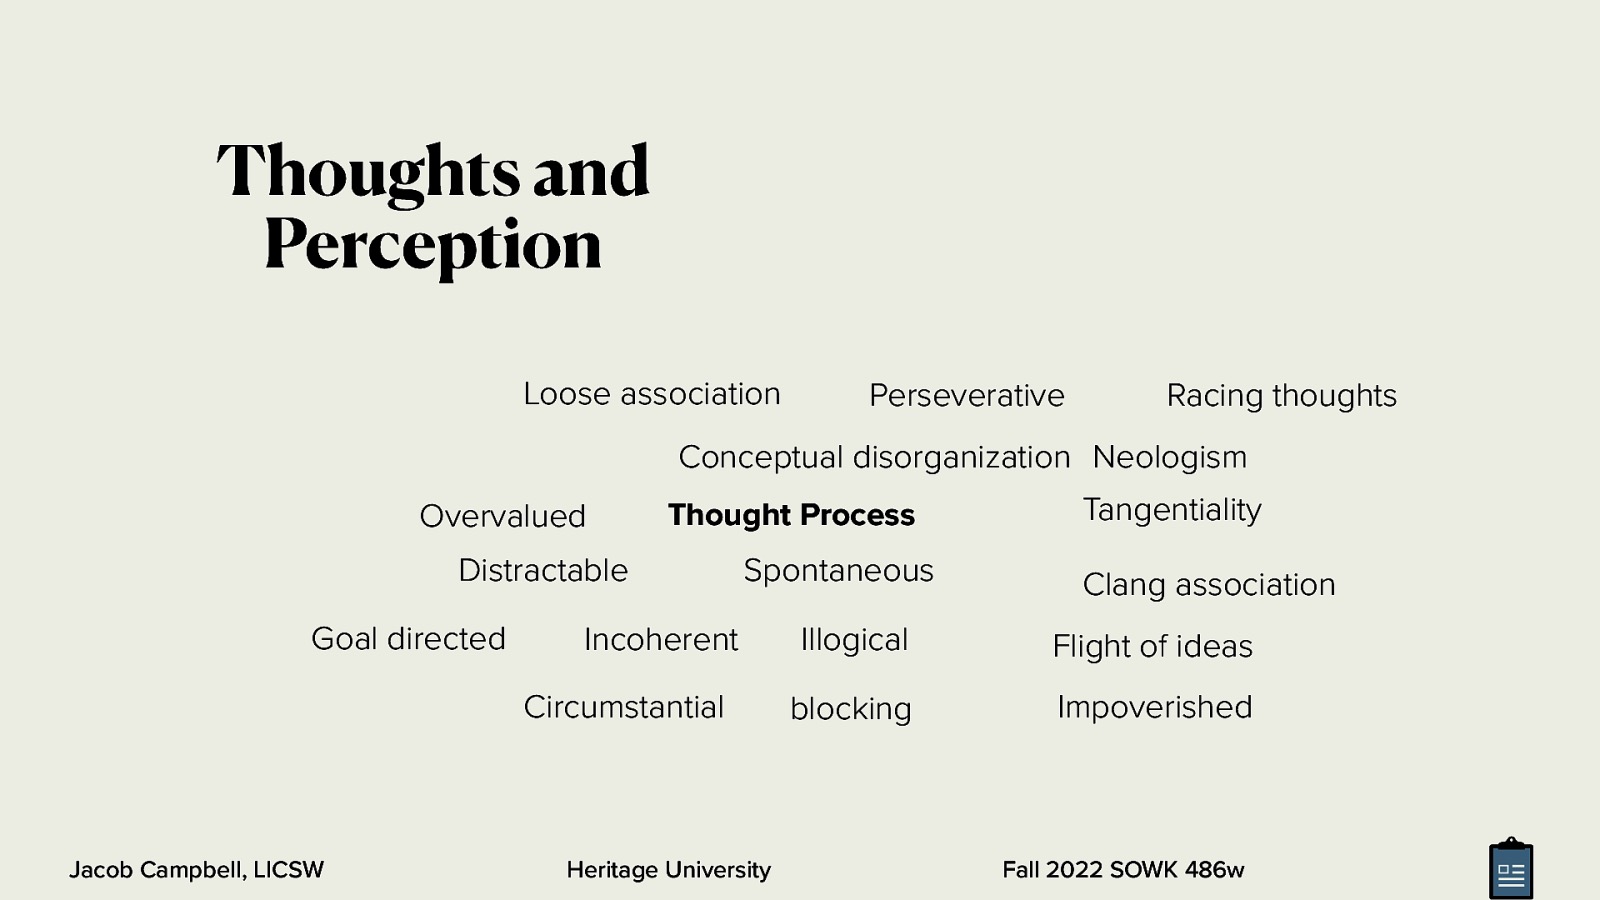 Thoughts and
Perception
Loose association Perseverative Racing thoughts
Conceptual disorganization Neologism
Overvalued Thought Process Tangentiality
Distractable Spontaneous Clang association
Goal directed Incoherent Illogical Flight of ideas
Circumstantial blocking Impoverished
Jacob Campbell, LICSW Heritage University Fall 2022 SOWK 486w